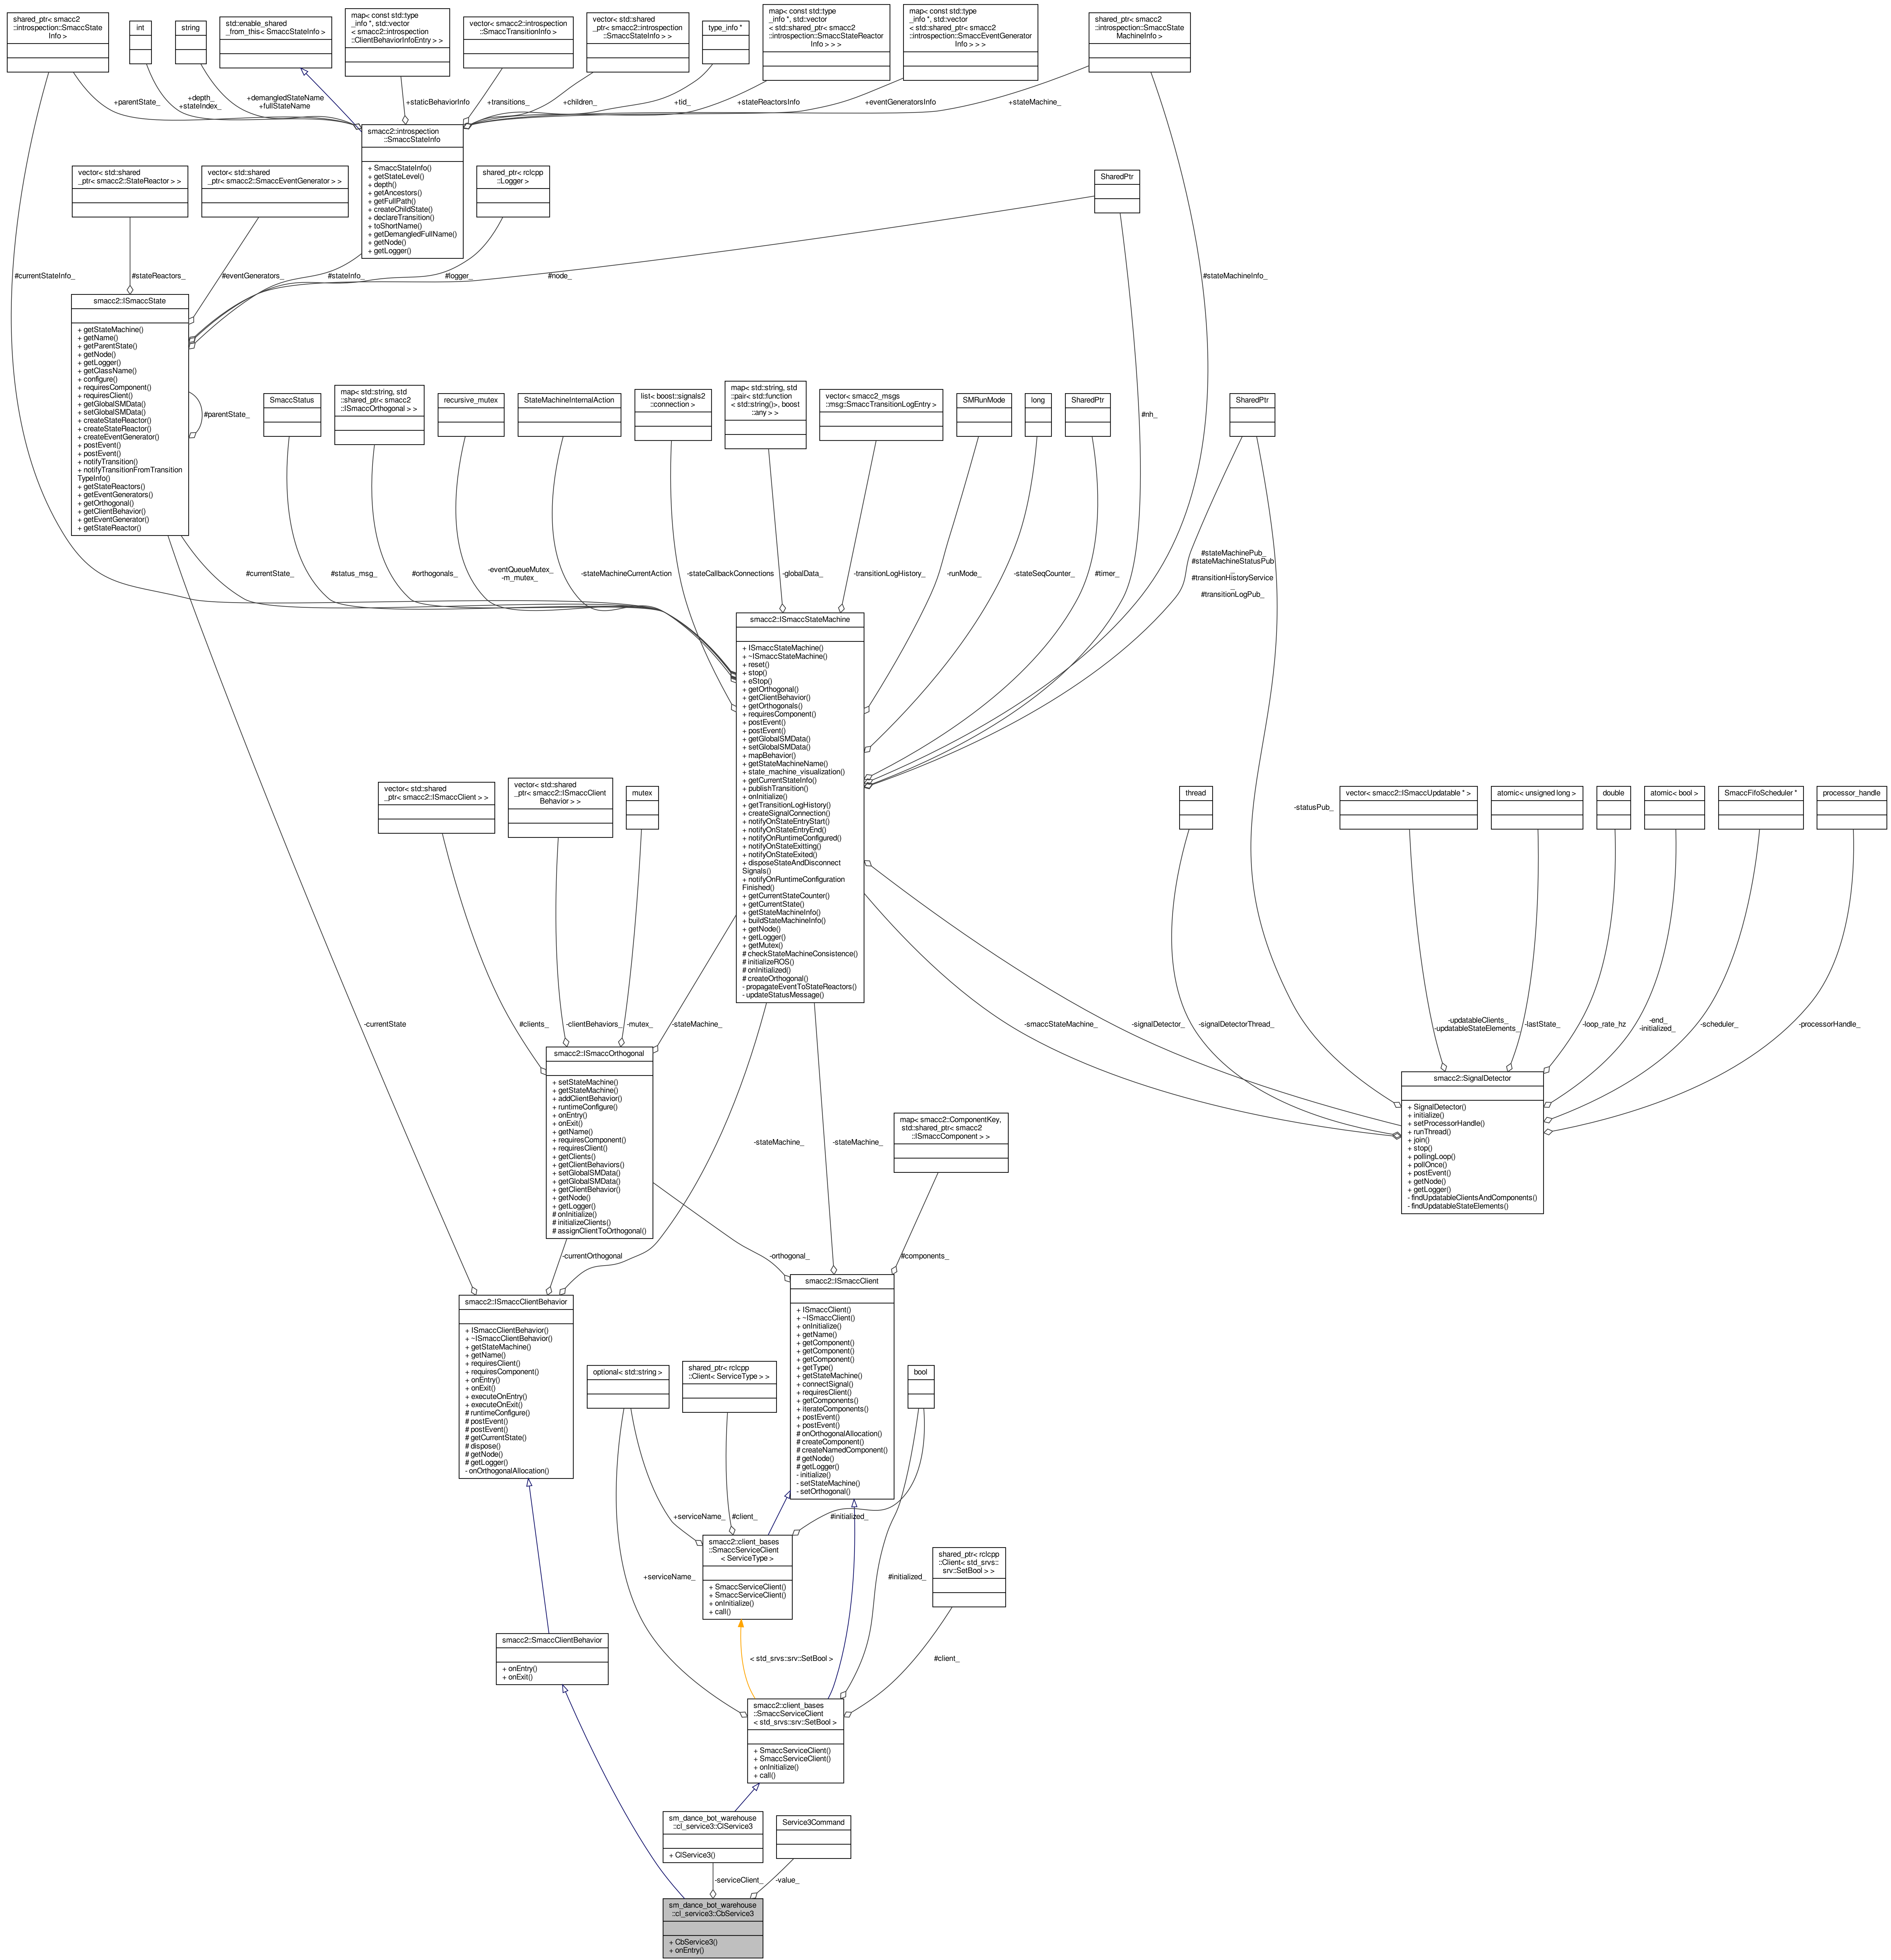 shared_ptr< smacc2
::introspection::SmaccState
Info >
int
string
std::enable_shared
_from_this< SmaccStateInfo >
map< const std::type
_info *, std::vector
< smacc2::introspection
::ClientBehaviorInfoEntry > >
vector< smacc2::introspection
::SmaccTransitionInfo >
vector< std::shared
_ptr< smacc2::introspection
::SmaccStateInfo > >
type_info *
map< const std::type
_info *, std::vector
< std::shared_ptr< smacc2
::introspection::SmaccStateReactor
Info > > >
map< const std::type
_info *, std::vector
< std::shared_ptr< smacc2
::introspection::SmaccEventGenerator
Info > > >
shared_ptr< smacc2
::introspection::SmaccState
MachineInfo >
+parentState_
+depth_
+stateIndex_
+demangledStateName
+fullStateName
+staticBehaviorInfo
+transitions_
+children_
+tid_
+stateReactorsInfo
+eventGeneratorsInfo
+stateMachine_
smacc2::introspection
::SmaccStateInfo
+ SmaccStateInfo()
+ getStateLevel()
+ depth()
+ getAncestors()
+ getFullPath()
+ createChildState()
+ declareTransition()
+ toShortName()
+ getDemangledFullName()
+ getNode()
+ getLogger()
vector< std::shared
_ptr< smacc2::StateReactor > >
vector< std::shared
_ptr< smacc2::SmaccEventGenerator > >
shared_ptr< rclcpp
::Logger >
SharedPtr
#currentStateInfo_
#stateReactors_
#eventGenerators_
#stateInfo_
#logger_
#node_
#stateMachineInfo_
smacc2::ISmaccState
+ getStateMachine()
+ getName()
+ getParentState()
+ getNode()
+ getLogger()
+ getClassName()
+ configure()
+ requiresComponent()
+ requiresClient()
+ getGlobalSMData()
+ setGlobalSMData()
+ createStateReactor()
+ createStateReactor()
+ createEventGenerator()
+ postEvent()
+ postEvent()
+ notifyTransition()
+ notifyTransitionFromTransition
TypeInfo()
+ getStateReactors()
+ getEventGenerators()
+ getOrthogonal()
+ getClientBehavior()
+ getEventGenerator()
+ getStateReactor()
#parentState_
SmaccStatus
map< std::string, std
::shared_ptr< smacc2
::ISmaccOrthogonal > >
recursive_mutex
StateMachineInternalAction
list< boost::signals2
::connection >
map< std::string, std
::pair< std::function
< std::string()>, boost
::any > >
vector< smacc2_msgs
::msg::SmaccTransitionLogEntry >
SMRunMode
long
SharedPtr
#nh_
SharedPtr
#currentState_
#status_msg_
#orthogonals_
-eventQueueMutex_
-m_mutex_
-stateMachineCurrentAction
-stateCallbackConnections
-globalData_
-transitionLogHistory_
-runMode_
-stateSeqCounter_
#timer_
#stateMachinePub_
#stateMachineStatusPub
_
#transitionHistoryService
_
#transitionLogPub_
smacc2::ISmaccStateMachine
+ ISmaccStateMachine()
+ ~ISmaccStateMachine()
+ reset()
+ stop()
+ eStop()
+ getOrthogonal()
+ getClientBehavior()
+ getOrthogonals()
+ requiresComponent()
+ postEvent()
+ postEvent()
+ getGlobalSMData()
+ setGlobalSMData()
+ mapBehavior()
+ getStateMachineName()
+ state_machine_visualization()
+ getCurrentStateInfo()
+ publishTransition()
+ onInitialize()
+ getTransitionLogHistory()
+ createSignalConnection()
+ notifyOnStateEntryStart()
+ notifyOnStateEntryEnd()
+ notifyOnRuntimeConfigured()
+ notifyOnStateExitting()
+ notifyOnStateExited()
+ disposeStateAndDisconnect
Signals()
+ notifyOnRuntimeConfiguration
Finished()
+ getCurrentStateCounter()
+ getCurrentState()
+ getStateMachineInfo()
+ buildStateMachineInfo()
+ getNode()
+ getLogger()
+ getMutex()
# checkStateMachineConsistence()
# initializeROS()
# onInitialized()
# createOrthogonal()
- propagateEventToStateReactors()
- updateStatusMessage()
vector< std::shared
_ptr< smacc2::ISmaccClient > >
vector< std::shared
_ptr< smacc2::ISmaccClient
Behavior > >
mutex
thread
-statusPub_
vector< smacc2::ISmaccUpdatable * >
atomic< unsigned long >
double
atomic< bool >
SmaccFifoScheduler *
processor_handle
-currentState
#clients_
-clientBehaviors_
-mutex_
-stateMachine_
-smaccStateMachine_
-signalDetector_
-signalDetectorThread_
-updatableClients_
-updatableStateElements_
-lastState_
-loop_rate_hz
-end_
-initialized_
-scheduler_
-processorHandle_
smacc2::ISmaccOrthogonal
+ setStateMachine()
+ getStateMachine()
+ addClientBehavior()
+ runtimeConfigure()
+ onEntry()
+ onExit()
+ getName()
+ requiresComponent()
+ requiresClient()
+ getClients()
+ getClientBehaviors()
+ setGlobalSMData()
+ getGlobalSMData()
+ getClientBehavior()
+ getNode()
+ getLogger()
# onInitialize()
# initializeClients()
# assignClientToOrthogonal()
smacc2::SignalDetector
+ SignalDetector()
+ initialize()
+ setProcessorHandle()
+ runThread()
+ join()
+ stop()
+ pollingLoop()
+ pollOnce()
+ postEvent()
+ getNode()
+ getLogger()
- findUpdatableClientsAndComponents()
- findUpdatableStateElements()
-stateMachine_
-stateMachine_
map< smacc2::ComponentKey,
std::shared_ptr< smacc2
::ISmaccComponent > >
-currentOrthogonal
-orthogonal_
#components_
smacc2::ISmaccClientBehavior
+ ISmaccClientBehavior()
+ ~ISmaccClientBehavior()
+ getStateMachine()
+ getName()
+ requiresClient()
+ requiresComponent()
+ onEntry()
+ onExit()
+ executeOnEntry()
+ executeOnExit()
# runtimeConfigure()
# postEvent()
# postEvent()
# getCurrentState()
# dispose()
# getNode()
# getLogger()
- onOrthogonalAllocation()
smacc2::ISmaccClient
+ ISmaccClient()
+ ~ISmaccClient()
+ onInitialize()
+ getName()
+ getComponent()
+ getComponent()
+ getComponent()
+ getType()
+ getStateMachine()
+ connectSignal()
+ requiresClient()
+ getComponents()
+ iterateComponents()
+ postEvent()
+ postEvent()
# onOrthogonalAllocation()
# createComponent()
# createNamedComponent()
# getNode()
# getLogger()
- initialize()
- setStateMachine()
- setOrthogonal()
optional< std::string >
shared_ptr< rclcpp
::Client< ServiceType > >
bool
+serviceName_
#client_
#initialized_
smacc2::client_bases
::SmaccServiceClient
< ServiceType >
+ SmaccServiceClient()
+ SmaccServiceClient()
+ onInitialize()
+ call()
shared_ptr< rclcpp
::Client< std_srvs::
srv::SetBool > >
+serviceName_
#initialized_
smacc2::SmaccClientBehavior
+ onEntry()
+ onExit()
< std_srvs::srv::SetBool >
#client_
smacc2::client_bases
::SmaccServiceClient
< std_srvs::srv::SetBool >
+ SmaccServiceClient()
+ SmaccServiceClient()
+ onInitialize()
+ call()
sm_dance_bot_warehouse
::cl_service3::ClService3
+ ClService3()
Service3Command
-serviceClient_
-value_
sm_dance_bot_warehouse
::cl_service3::CbService3
+ CbService3()
+ onEntry()